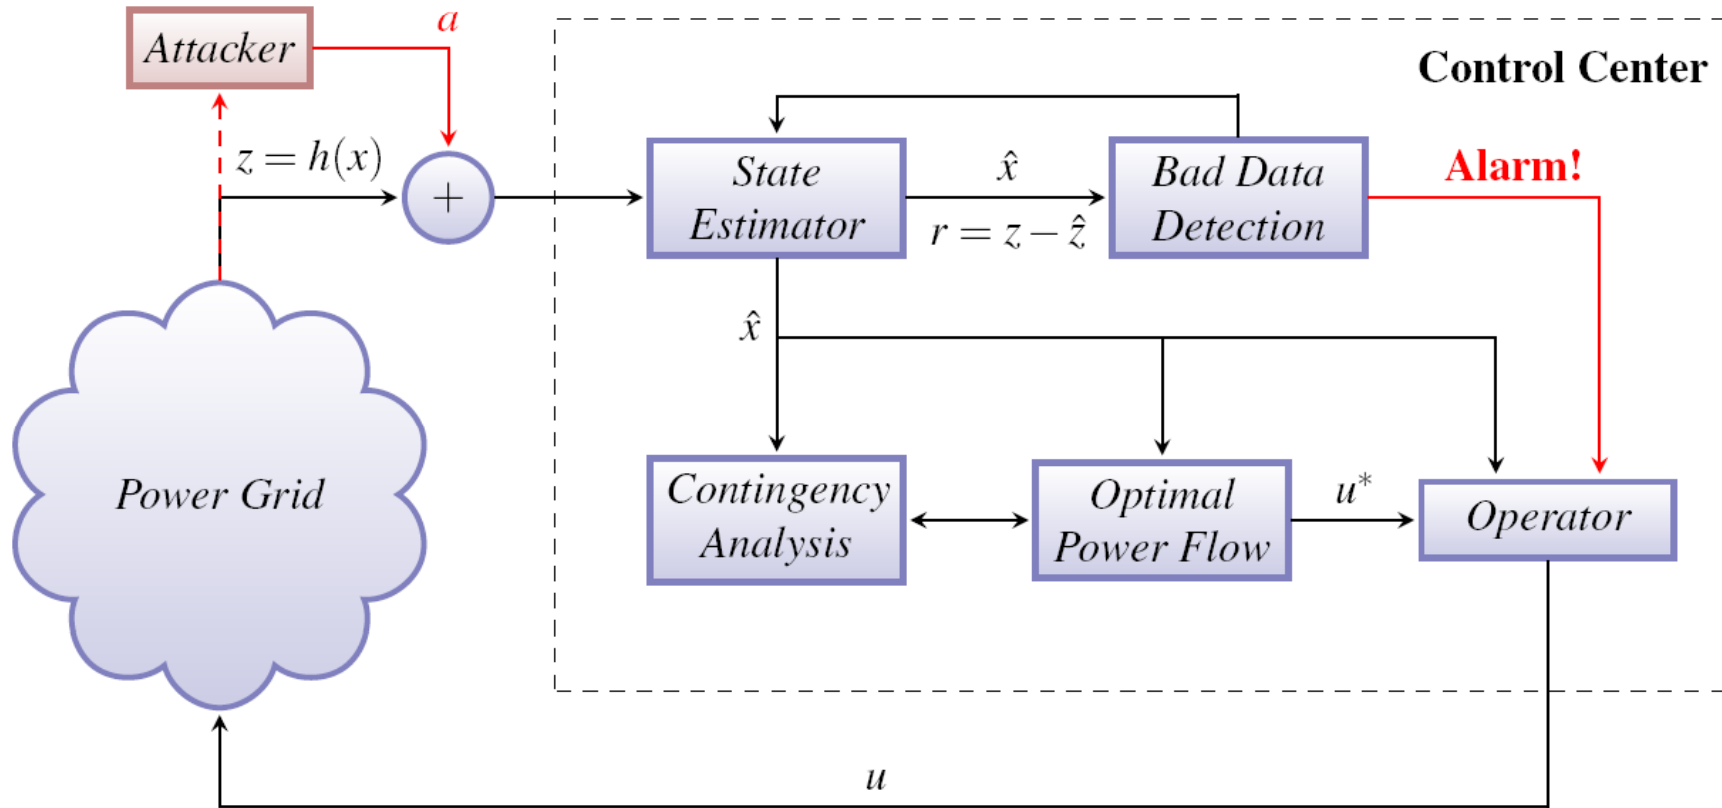 Attacker
a
Control Center
z = h(x)
+
State
Estimator
x̂
r = z − ẑ
Bad Data
Detection
Alarm!
x̂
Power Grid
Contingency
Analysis
Optimal
Power Flow
u*
Operator
u